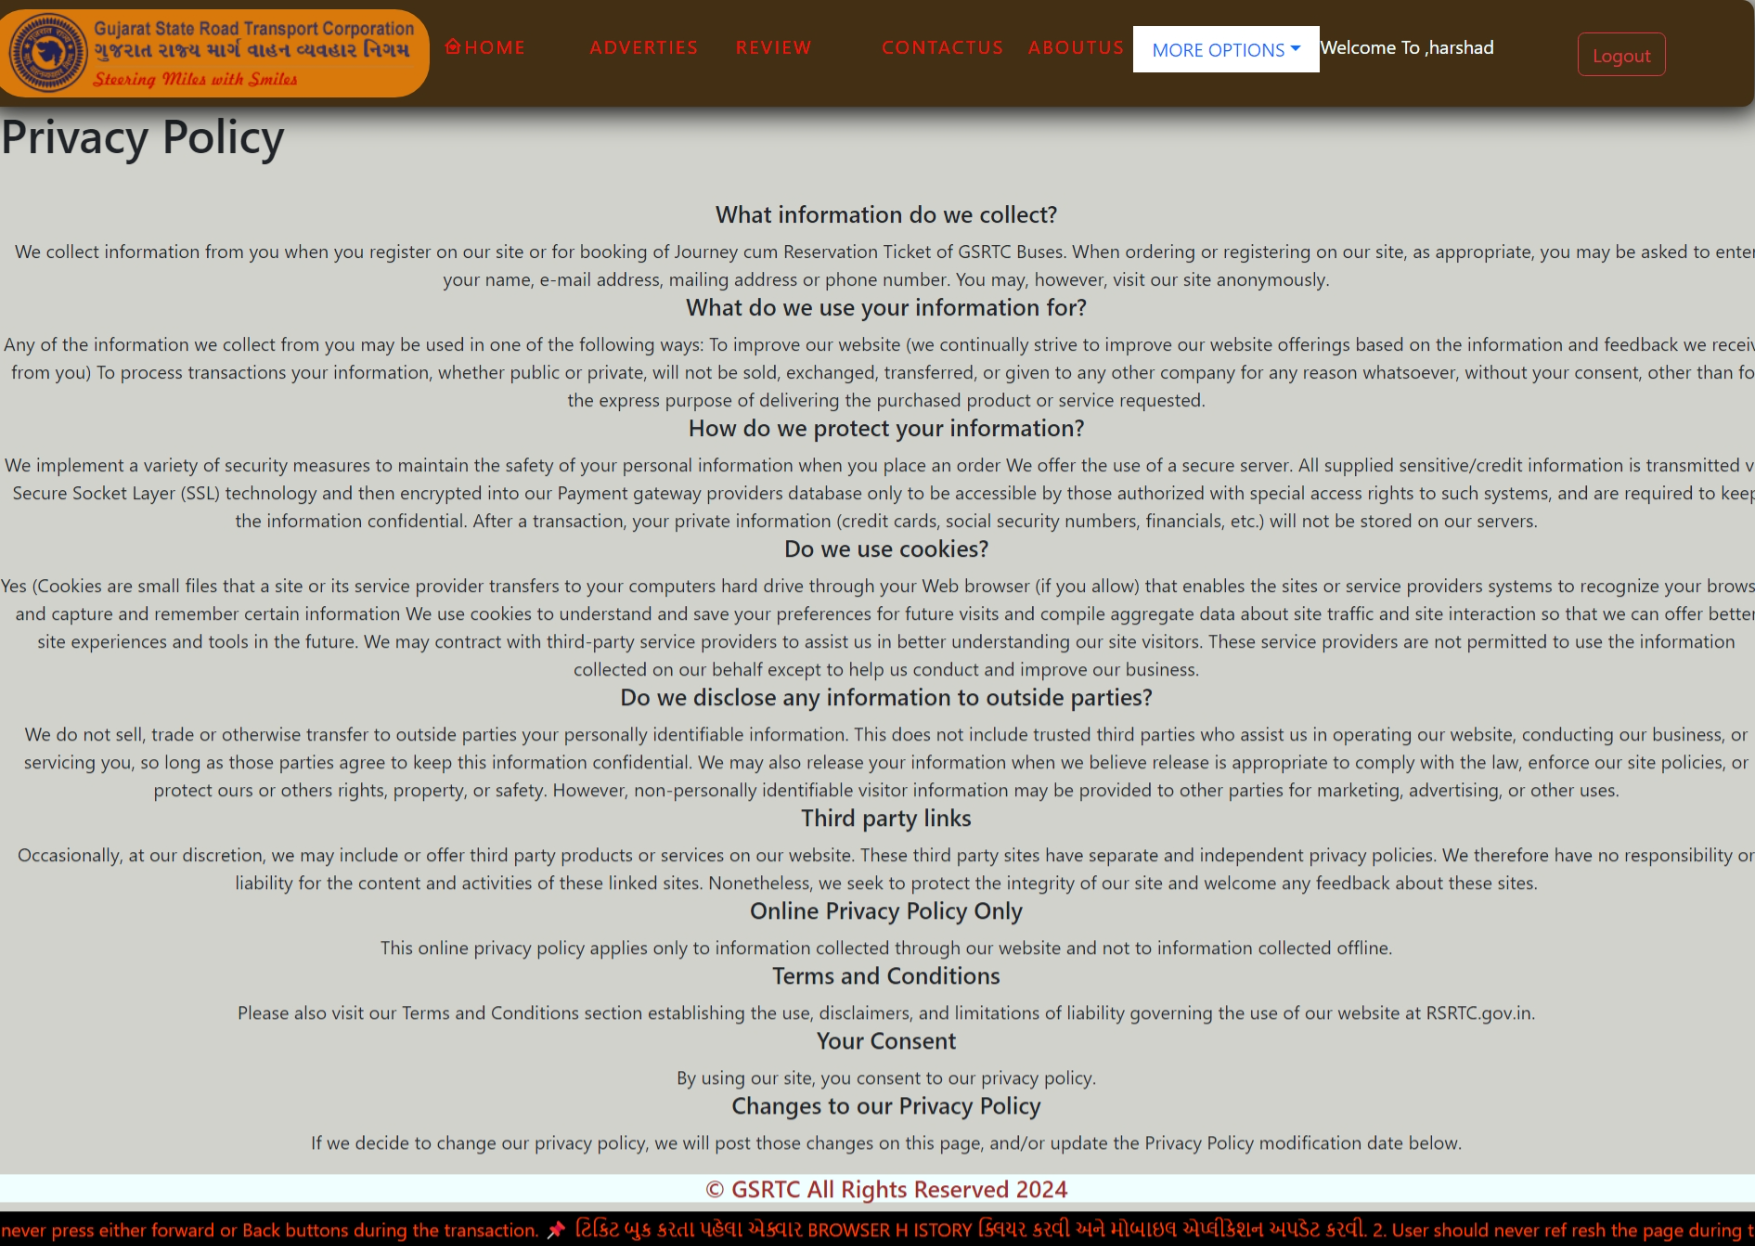 Gujarat State Road Transport Corporation
ગુજરાત રાજ્ય માર્ગ વાહન વ્યવહાર નિગમ
Steering Miles with Smiles
HOME ADVERTIES REVIEW CONTACTUS ABOUTUS MORE OPTIONS Welcome To ,harshad Logout
Privacy Policy
What information do we collect?
We collect information from you when you register on our site or for booking of Journey cum Reservation Ticket of GSRTC Buses. When ordering or registering on our site, as appropriate, you may be asked to enter
your name, e-mail address, mailing address or phone number. You may, however, visit our site anonymously.
What do we use your information for?
Any of the information we collect from you may be used in one of the following ways: To improve our website (we continually strive to improve our website offerings based on the information and feedback we receiv
from you) To process transactions your information, whether public or private, will not be sold, exchanged, transferred, or given to any other company for any reason whatsoever, without your consent, other than fo
the express purpose of delivering the purchased product or service requested.
How do we protect your information?
We implement a variety of security measures to maintain the safety of your personal information when you place an order We offer the use of a secure server. All supplied sensitive/credit information is transmitted v
Secure Socket Layer (SSL) technology and then encrypted into our Payment gateway providers database only to be accessible by those authorized with special access rights to such systems, and are required to keep
the information confidential. After a transaction, your private information (credit cards, social security numbers, financials, etc.) will not be stored on our servers.
Do we use cookies?
Yes (Cookies are small files that a site or its service provider transfers to your computers hard drive through your Web browser (if you allow) that enables the sites or service providers systems to recognize your brows
and capture and remember certain information We use cookies to understand and save your preferences for future visits and compile aggregate data about site traffic and site interaction so that we can offer better
site experiences and tools in the future. We may contract with third-party service providers to assist us in better understanding our site visitors. These service providers are not permitted to use the information
collected on our behalf except to help us conduct and improve our business.
Do we disclose any information to outside parties?
We do not sell, trade or otherwise transfer to outside parties your personally identifiable information. This does not include trusted third parties who assist us in operating our website, conducting our business, or
servicing you, so long as those parties agree to keep this information confidential. We may also release your information when we believe release is appropriate to comply with the law, enforce our site policies, or
protect ours or others rights, property, or safety. However, non-personally identifiable visitor information may be provided to other parties for marketing, advertising, or other uses.
Third party links
Occasionally, at our discretion, we may include or offer third party products or services on our website. These third party sites have separate and independent privacy policies. We therefore have no responsibility or
liability for the content and activities of these linked sites. Nonetheless, we seek to protect the integrity of our site and welcome any feedback about these sites.
Online Privacy Policy Only
This online privacy policy applies only to information collected through our website and not to information collected offline.
Terms and Conditions
Please also visit our Terms and Conditions section establishing the use, disclaimers, and limitations of liability governing the use of our website at RSRTC.gov.in.
Your Consent
By using our site, you consent to our privacy policy.
Changes to our Privacy Policy
If we decide to change our privacy policy, we will post those changes on this page, and/or update the Privacy Policy modification date below.
© GSRTC All Rights Reserved 2024
never press either forward or Back buttons during the transaction. 📌 ટિકિટ બુક કરતા પહેલા એકવાર BROWSER H ISTORY ક્લિયર કરવી અને મોબાઇલ એપ્લીકેશન અપડેટ કરવી. 2. User should never ref resh the page during t